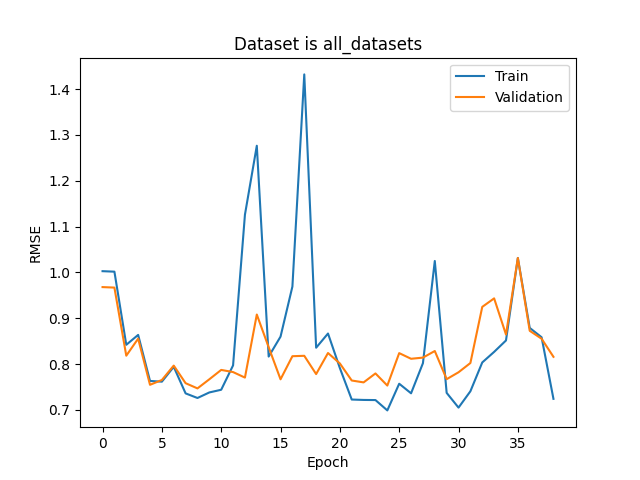 Dataset is all_datasets
Train
Validation
1.4
1.3
1.2
1.1
1.0
0.9
0.8
0.7
RMSE
0 5 10 15 20 25 30 35
Epoch